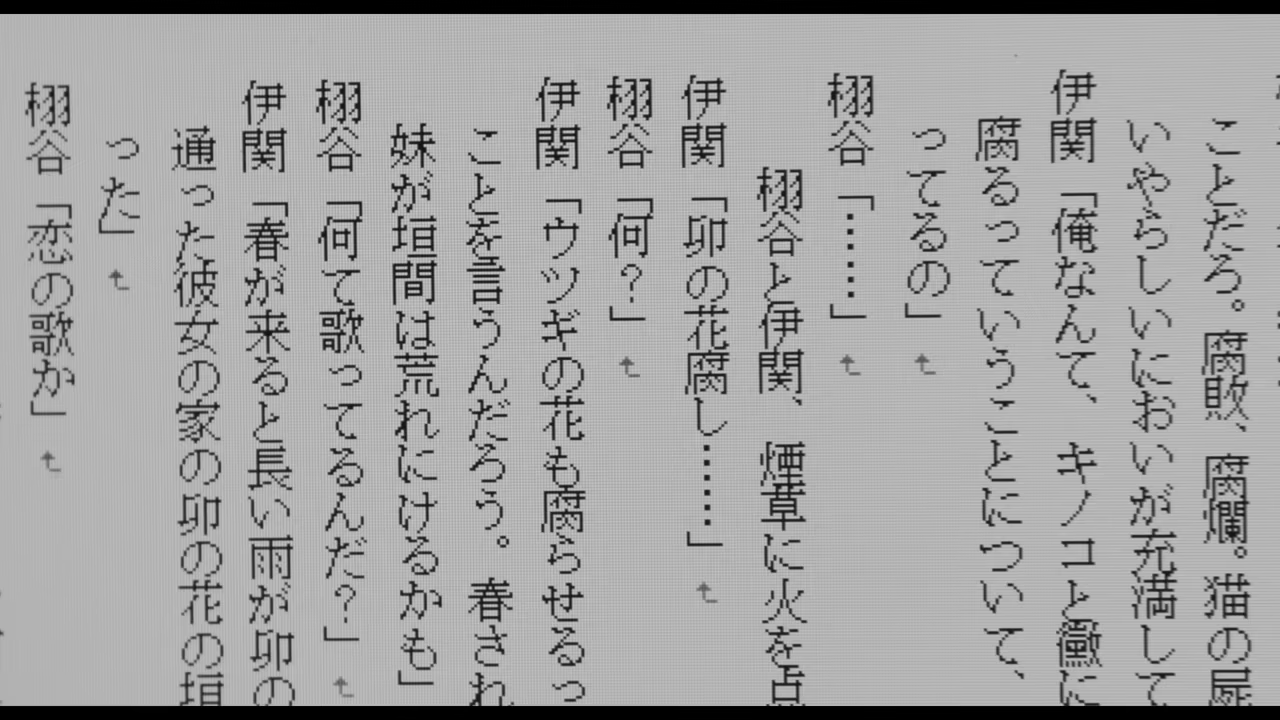 ことだろ。腐敗、腐爛。猫の屍
いやらしいにおいが充満して
伊関「俺なんて、キノコと黴に
腐るっていうことについて、
ってるの」
栩谷「……」
栩谷と伊関、煙草に火を点
伊関「卯の花腐し……」
栩谷「何?」
伊関「ウツギの花も腐らせるっ
ことを言うんだろう。春され
妹が垣間は荒れにけるかも」
栩谷「何て歌ってるんだ?」
伊関「春が来ると長い雨が卯の
通った彼女の家の卯の花の垣
った」
栩谷「恋の歌か」